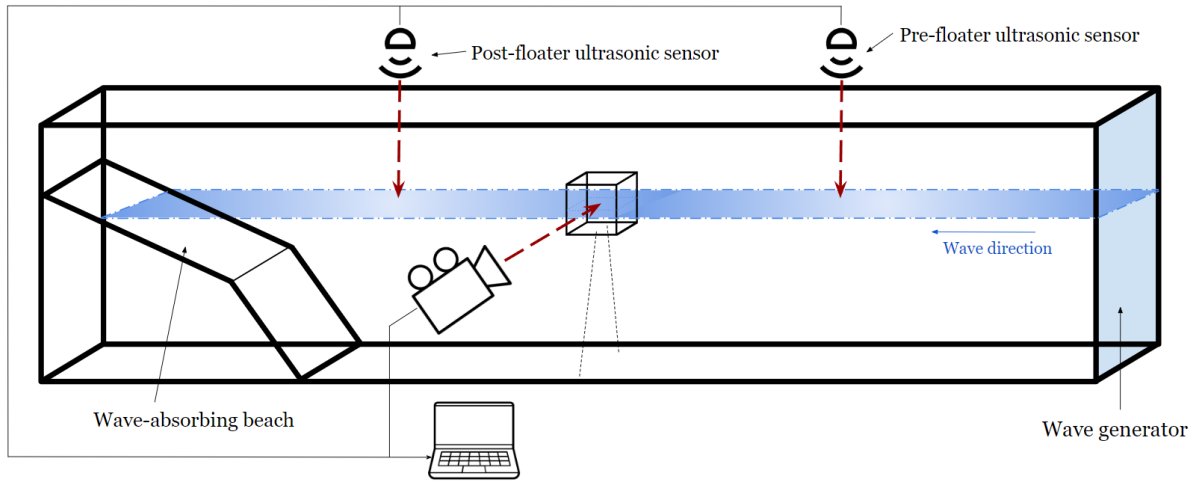 Post-floater ultrasonic sensor
Pre-floater ultrasonic sensor
Wave direction
Wave-absorbing beach
Wave generator